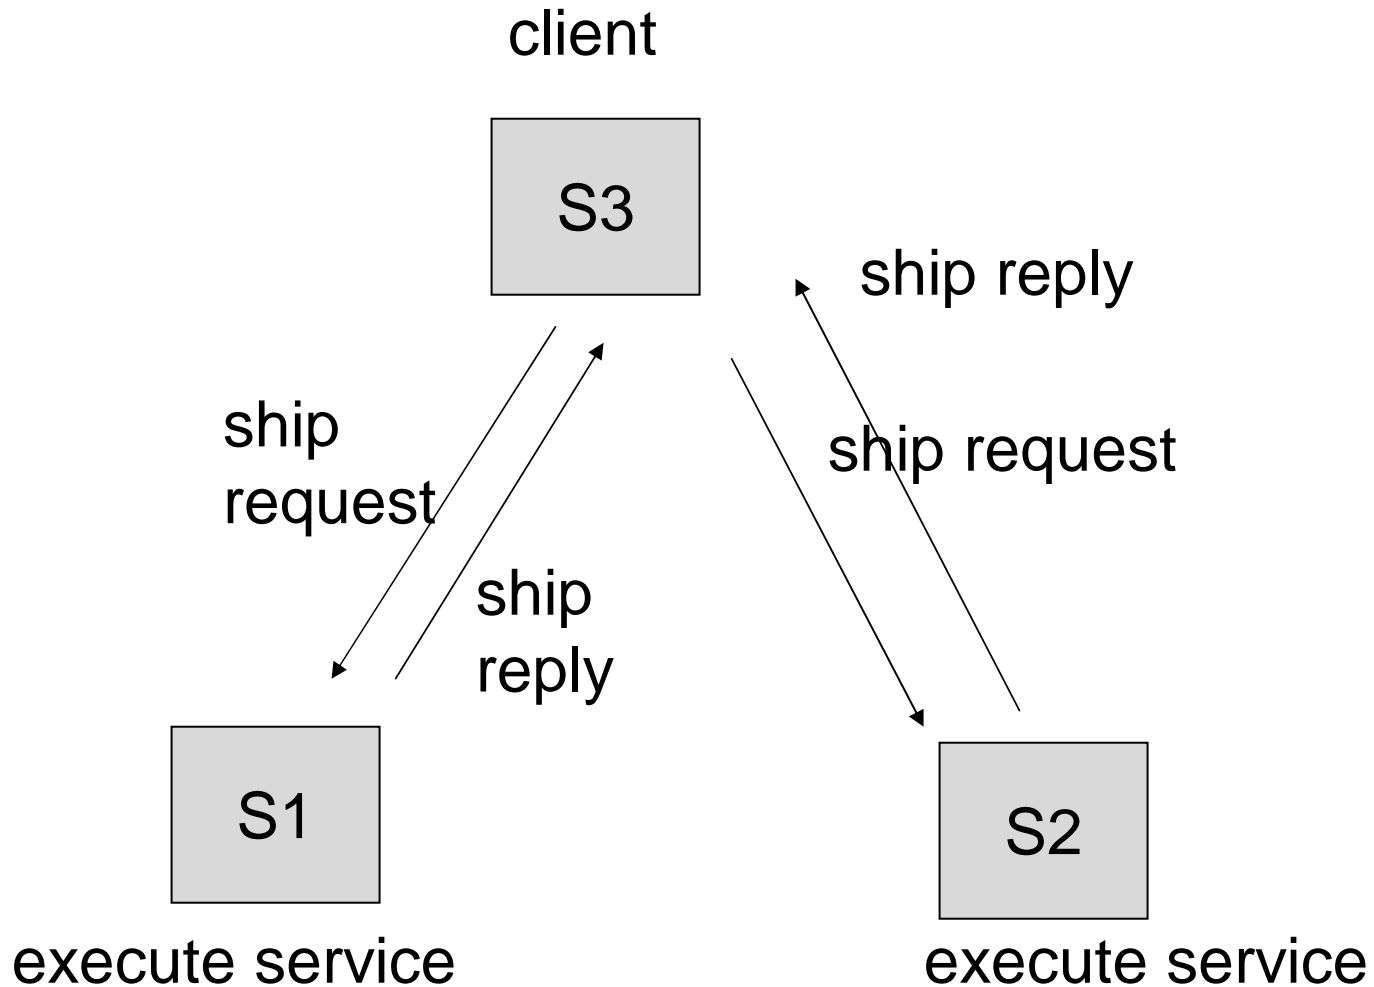 client
S3
ship reply
ship
request
ship request
ship
reply
S1
S2
execute service
execute service